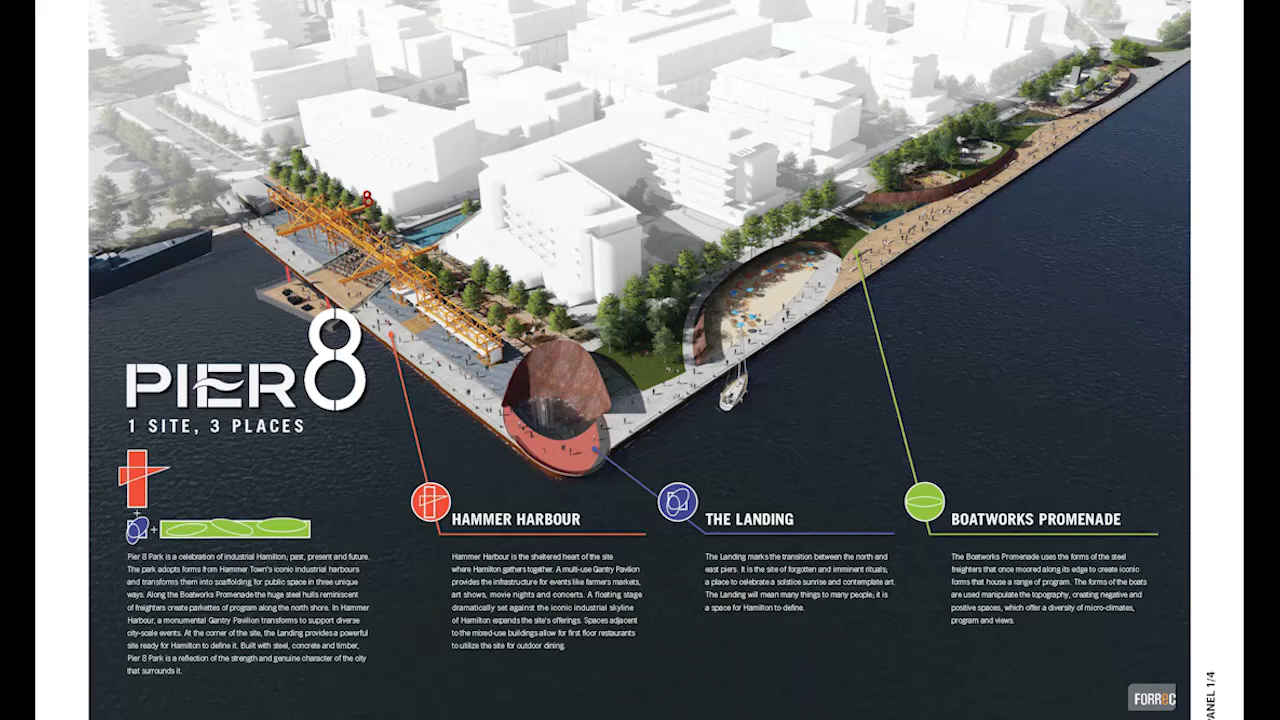 8
PIER 8
1 SITE, 3 PLACES
Pier 8 Park is a celebration of industrial Hamilton, past, present and future.
The park adopts forms from Hammer Town's iconic industrial harbours
and transforms them into scaffolding for public space in three unique
ways. Along the Boatworks Promenade the huge steel hulls reminiscent
of freighters create parkettes of program along the north shore. In Hammer
Harbour, a monumental Gantry Pavilion transforms to support diverse
city-scale events. At the corner of the site, the Landing provides a powerful
site ready for Hamilton to define it. Built with steel, concrete and timber,
Pier 8 Park is a reflection of the strength and genuine character of the city
that surrounds it.
HAMMER HARBOUR
Hammer Harbour is the sheltered heart of the site
where Hamilton gathers together. A multi-use Gantry Pavilion
provides the infrastructure for events like farmers markets,
art shows, movie nights and concerts. A floating stage
dramatically set against the iconic industrial skyline
of Hamilton expands the site's offerings. Spaces adjacent
to the mixed-use buildings allow for first floor restaurants
to utilize the site for outdoor dining.
THE LANDING
The Landing marks the transition between the north and
east piers. It is the site of forgotten and imminent rituals;
a place to celebrate a solstice sunrise and contemplate art.
The Landing will mean many things to many people; it is
a space for Hamilton to define.
BOATWORKS PROMENADE
The Boatworks Promenade uses the forms of the steel
freighters that once moored along its edge to create iconic
forms that house a range of program. The forms of the boats
are used manipulate the topography, creating negative and
positive spaces, which offer a diversity of micro-climates,
program and views.
FORREC
PANEL 1/4